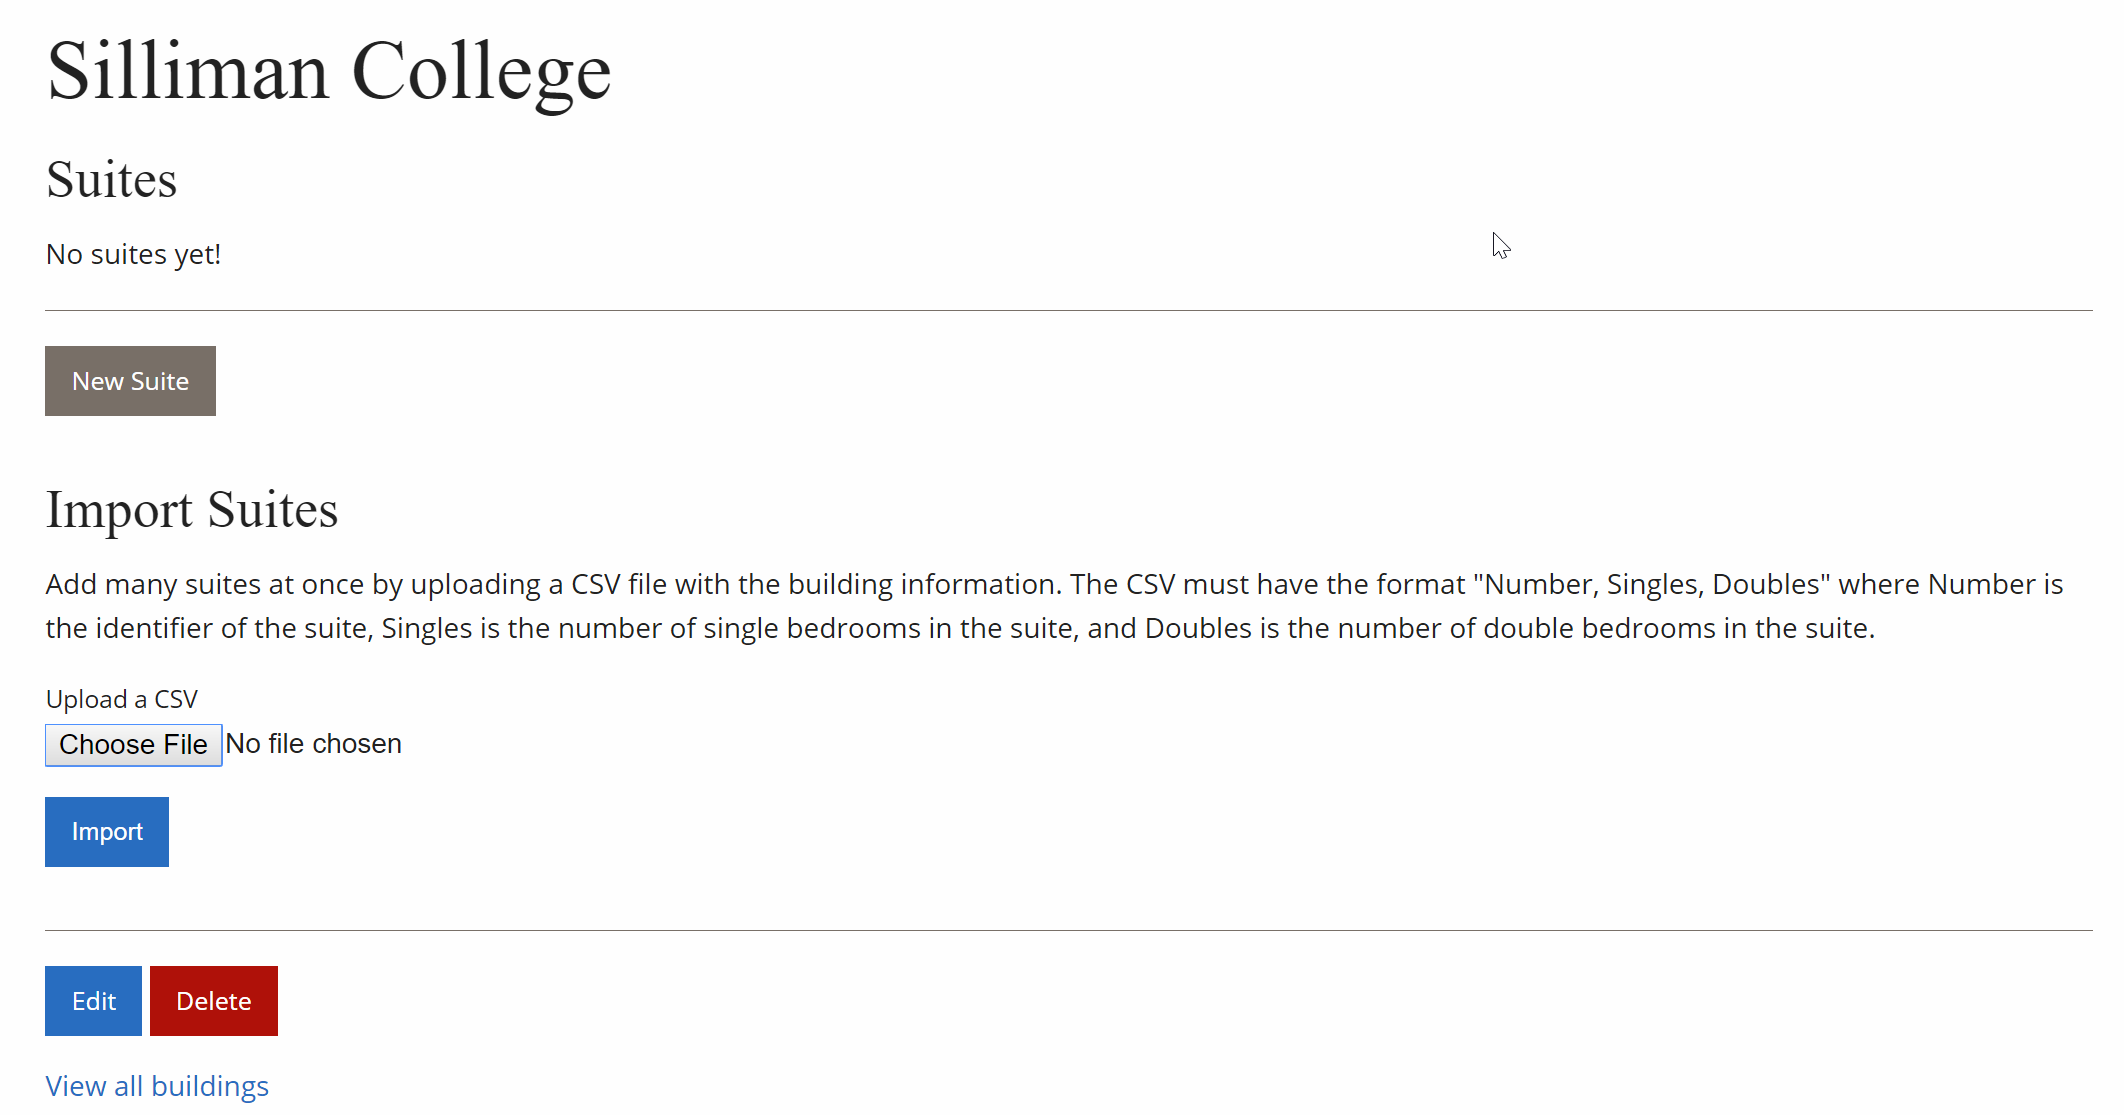 Silliman College
Suites
No suites yet!
New Suite
Import Suites
Add many suites at once by uploading a CSV file with the building information. The CSV must have the format "Number, Singles, Doubles" where Number is
the identifier of the suite, Singles is the number of single bedrooms in the suite, and Doubles is the number of double bedrooms in the suite.
Upload a CSV
Choose File No file chosen
Import
Edit Delete
View all buildings